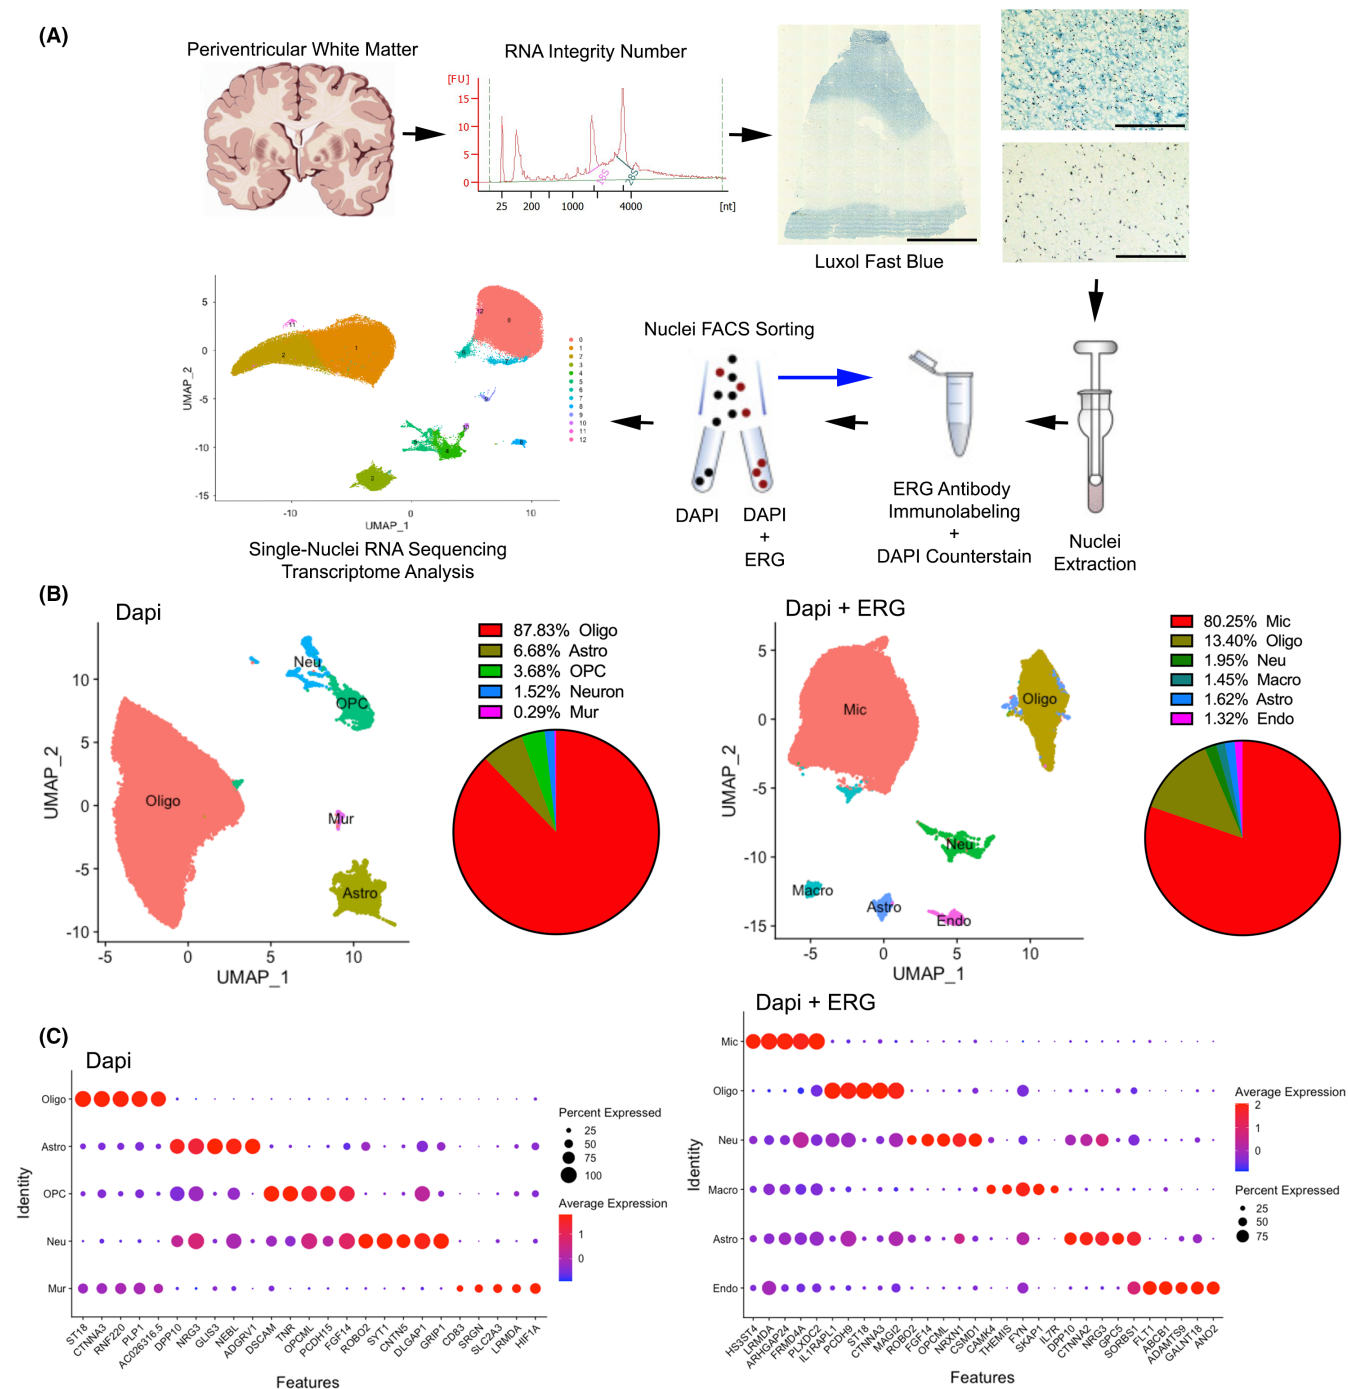 (A)
Periventricular White Matter
RNA Integrity Number
[FU]
15
10
5
0
18S
28S
25
200
1000
4000
[nt]
Luxol Fast Blue
Nuclei FACS Sorting
DAPI
DAPI
+
ERG
ERG Antibody
Immunolabeling
+
DAPI Counterstain
Nuclei
Extraction
UMAP_2
5
0
-5
-10
-15
-10
0
10
UMAP_1
11
2
1
12
0
4
3
0
1
2
3
4
5
6
7
8
9
10
11
12
Single-Nuclei RNA Sequencing
Transcriptome Analysis
(B)
Dapi
UMAP_2
10
5
0
-5
-10
-5
0
5
10
UMAP_1
Neu
OPC
Oligo
Mur
Astro
87.83% Oligo
6.68% Astro
3.68% OPC
1.52% Neuron
0.29% Mur
Dapi + ERG
UMAP_2
5
0
-5
-10
-15
-5
0
5
10
UMAP_1
Mic
Oligo
Neu
Macro
Astro
Endo
80.25% Mic
13.40% Oligo
1.95% Neu
1.45% Macro
1.62% Astro
1.32% Endo
(C)
Dapi
Identity
Oligo
Astro
OPC
Neu
Mur
ST18
CTNNA3
RNF220
PLP1
AC026316.5
DPP10
NRG3
GLIS3
NEBL
ADGRV1
DSCAM
TNR
OPCML
PCDH15
FGF14
ROBO2
SYT1
CNTN5
DLGAP1
GRIP1
CD83
SRGN
SLC2A3
LRMDA
HIF1A
Features
Percent Expressed
25
50
75
100
Average Expression
1
0
Dapi + ERG
Identity
Mic
Oligo
Neu
Macro
Astro
Endo
HS3ST4
LRMDA
ARHGAP24
FRMD4A
PLXDC2
IL1RAPL1
PCDH9
ST18
CTNNA3
MAGI2
ROBO2
FGF14
OPCML
NRXN1
CSMD1
CAMK4
THEMIS
FYN
SKAP1
IL7R
DPP10
CTNNA2
NRG3
GPC5
SORBS1
FLT1
ABCB1
ADAMTS9
GALNT18
ANO2
Features
Average Expression
2
1
0
Percent Expressed
25
50
75